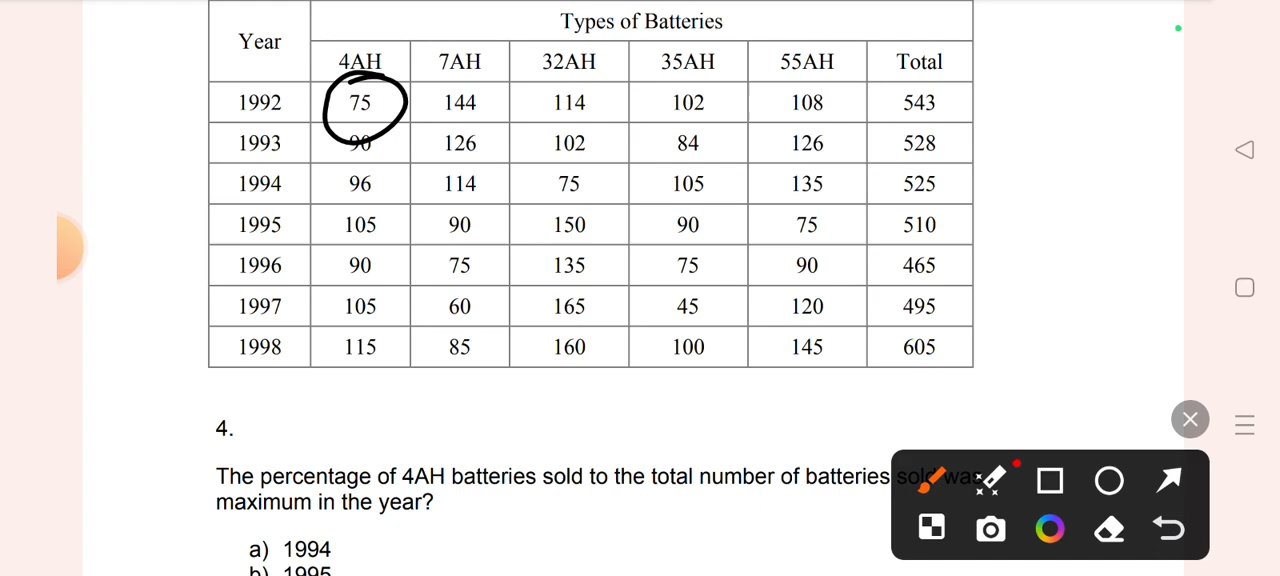 Types of Batteries
Year
4AH 7AH 32AH 35AH 55AH Total
1992 75 144 114 102 108 543
1993 90 126 102 84 126 528
1994 96 114 75 105 135 525
1995 105 90 150 90 75 510
1996 90 75 135 75 90 465
1997 105 60 165 45 120 495
1998 115 85 160 100 145 605
4.
The percentage of 4AH batteries sold to the total number of batteries sold was
maximum in the year?
a) 1994
b) 1995